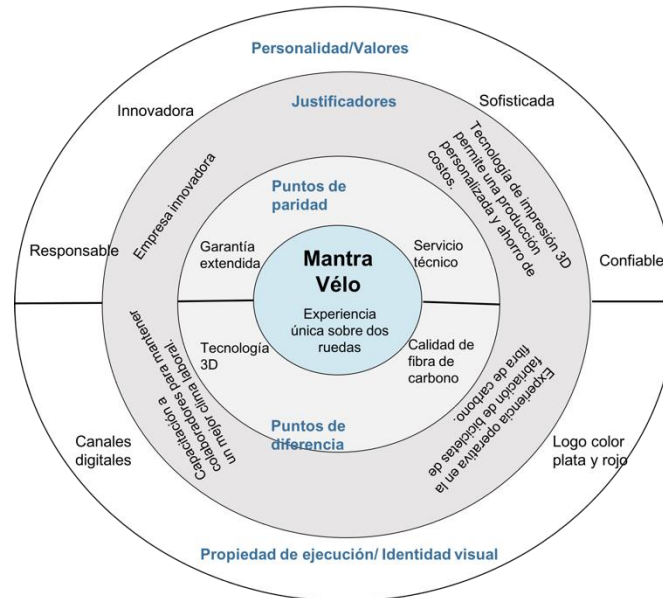 Personalidad/Valores
Innovadora
Sofisticada
Responsable
Confiable
Justificadores
Empresa innovadora
Tecnología de impresión 3D
permite una producción
personalizada y ahorro de
costos.
Puntos de
paridad
Garantía
extendida
Servicio
técnico
Mantra
Vélo
Experiencia
única sobre dos
ruedas
Tecnología
3D
Calidad de
fibra de
carbono
Puntos de
diferencia
Capacitación a
colaboradores para mantener
un mejor clima laboral.
Experiencia operativa en la
fabricación de bicicletas de
fibra de carbono.
Canales
digitales
Logo color
plata y rojo
Propiedad de ejecución/ Identidad visual